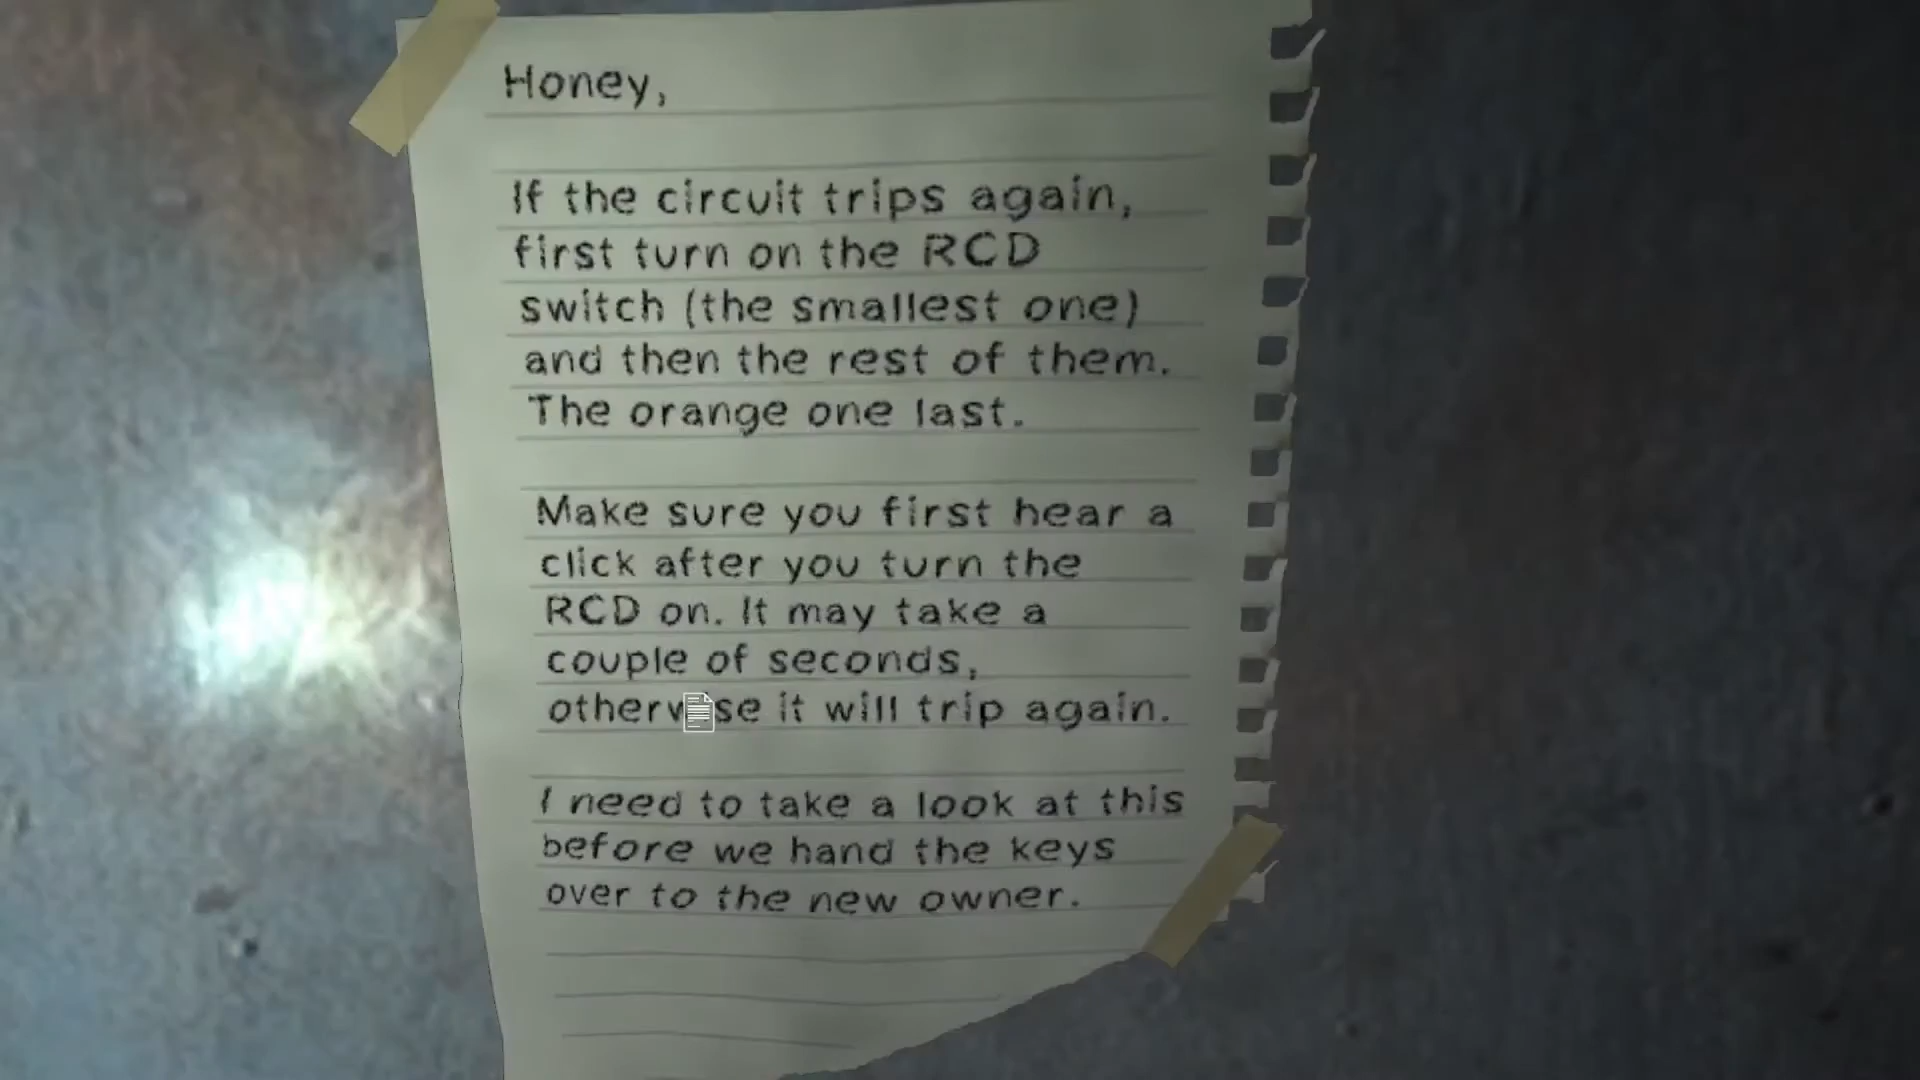 Honey,
If the circuit trips again,
first turn on the RCD
switch (the smallest one)
and then the rest of them.
The orange one last.
Make sure you first hear a
click after you turn the
RCD on. It may take a
couple of seconds,
otherwise it will trip again.
I need to take a look at this
before we hand the keys
over to the new owner.